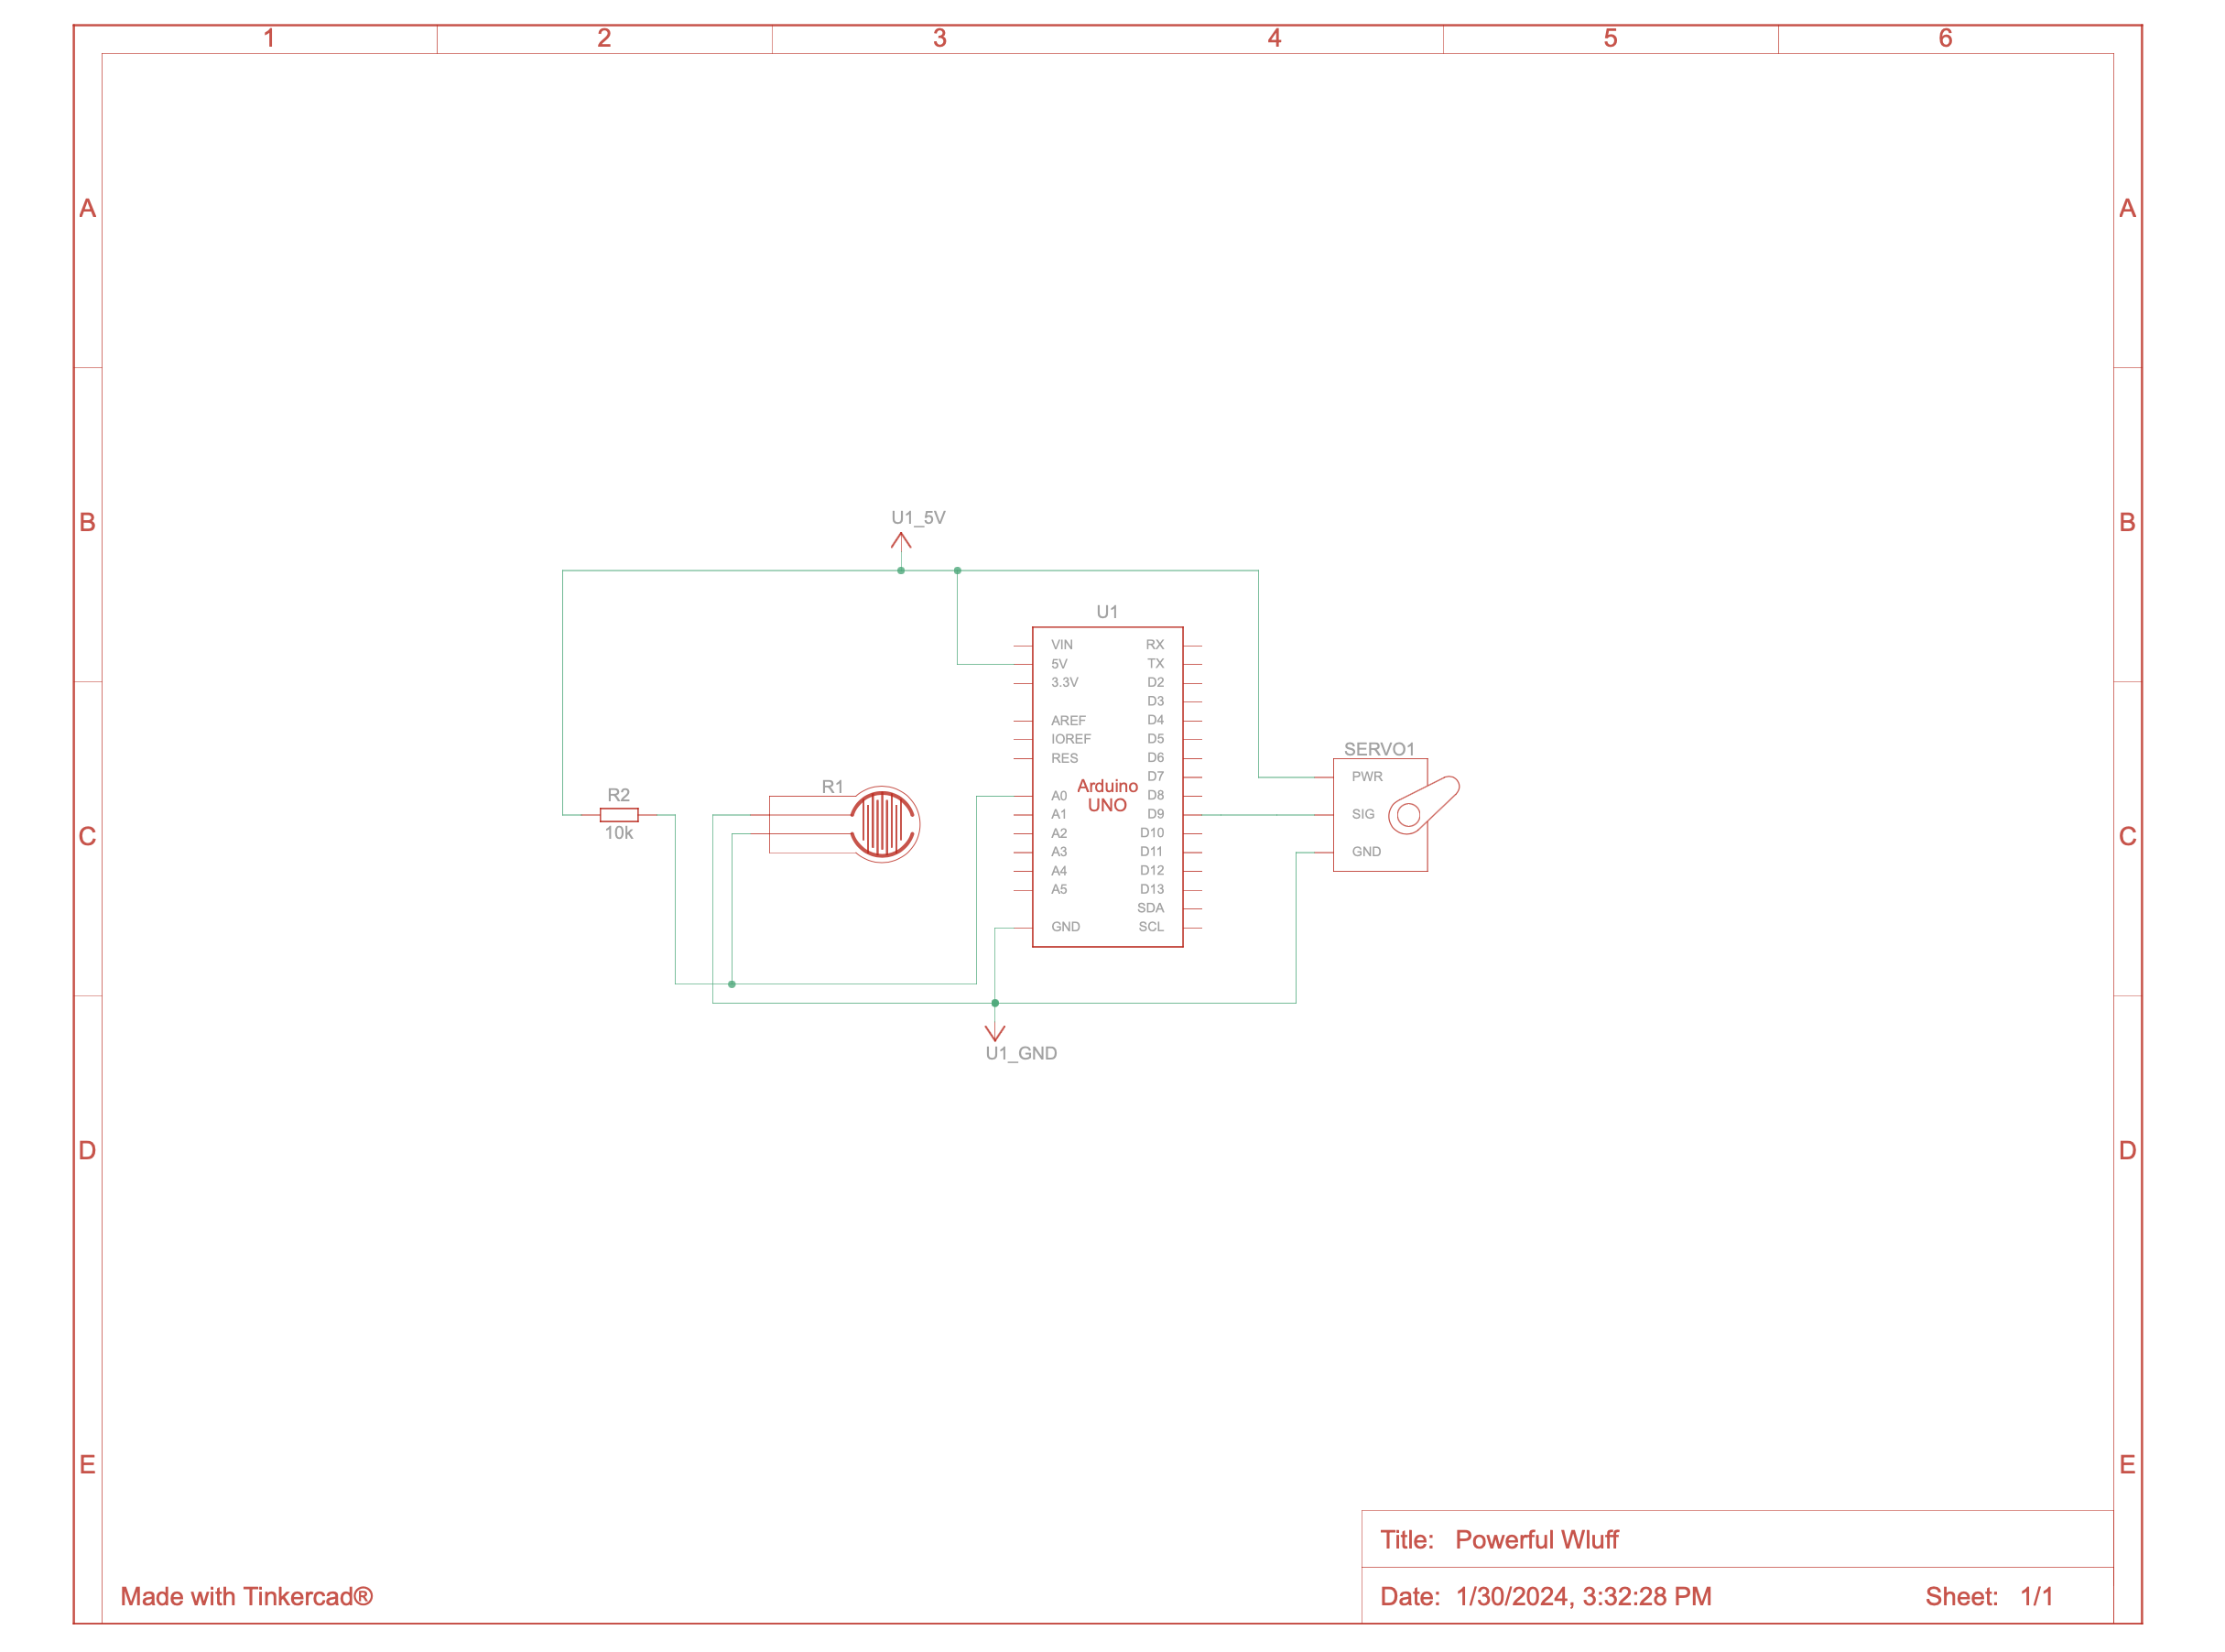 1 2 3 4 5 6
A A
B B
U1_5V
U1
VIN RX
5V TX
3.3V D2
D3
AREF D4
IOREF D5
RES D6
D7
SERVO1
PWR
R2
10k
R1
Arduino
UNO
A0 D8
A1 D9
A2 D10
A3 D11
A4 D12
A5 D13
SDA
GND SCL
SIG
GND
C C
U1_GND
D D
E E
Title: Powerful Wluff
Made with Tinkercad®
Date: 1/30/2024, 3:32:28 PM Sheet: 1/1